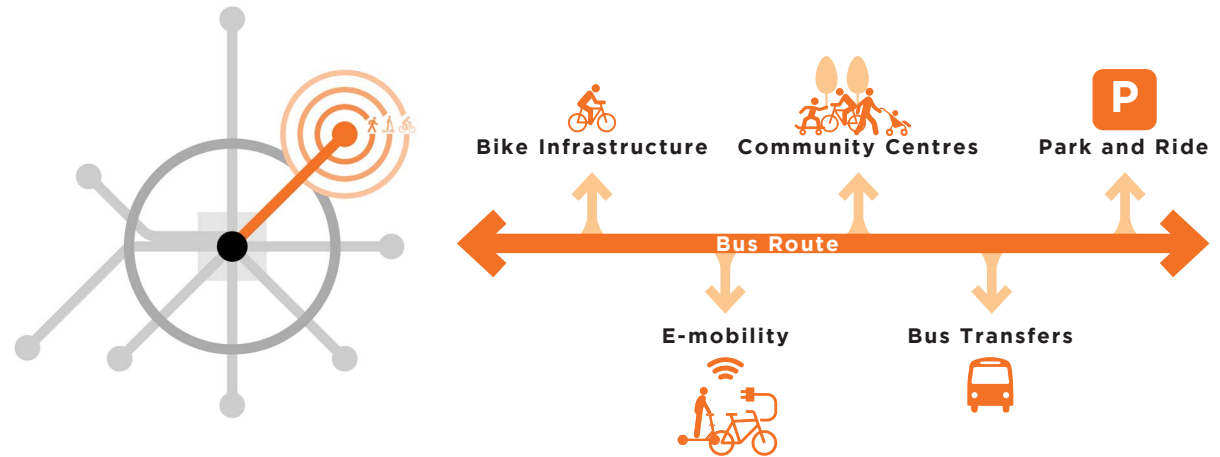 P
Bike Infrastructure
Community Centres
Park and Ride
Bus Route
E-mobility
Bus Transfers